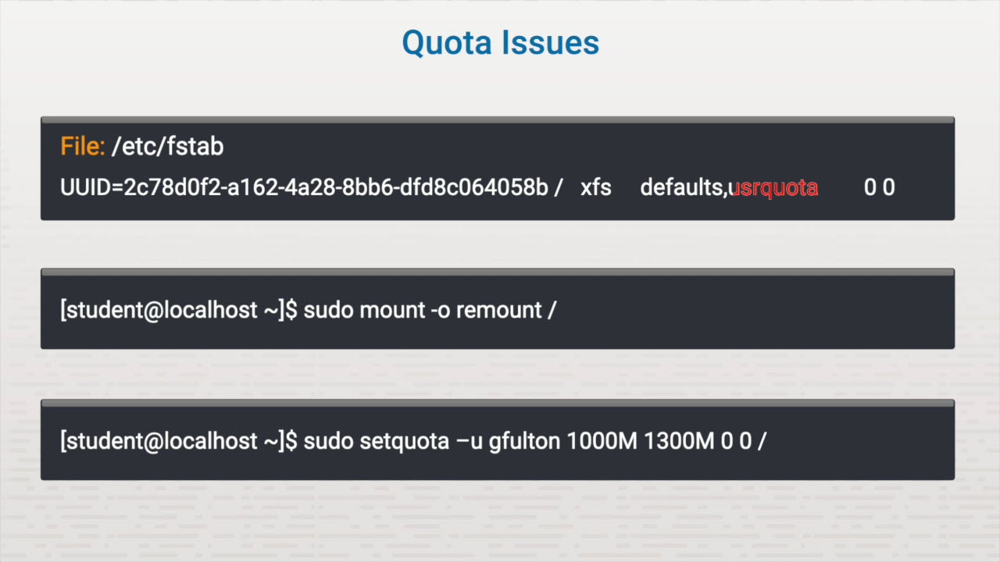 Quota Issues
File: /etc/fstab
UUID=2c78d0f2-a162-4a28-8bb6-dfd8c064058b / xfs defaults,usrquota 0 0
[student@localhost ~]$ sudo mount -o remount /
[student@localhost ~]$ sudo setquota –u gfulton 1000M 1300M 0 0 /